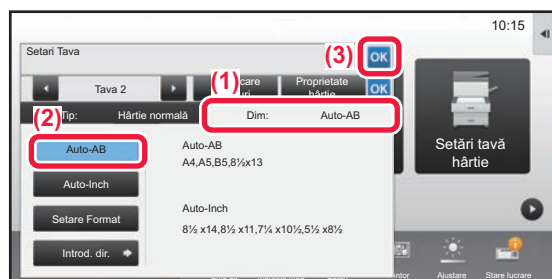 10:15
Setari Tava
(3)
OK
Tava 2
(1)
Proprietate
hârtie
OK
(2)
Tip:
Hârtie normală
Dim:
Auto-AB
Auto-AB
Auto-AB
A4,A5,B5,8½x13
Auto-Inch
Setare Format
Auto-Inch
8½ x14,8½ x11,7¼ x10½,5½ x8½
Introd. dir.
Setări tavă
hârtie
Ajustare
Stare lucrare